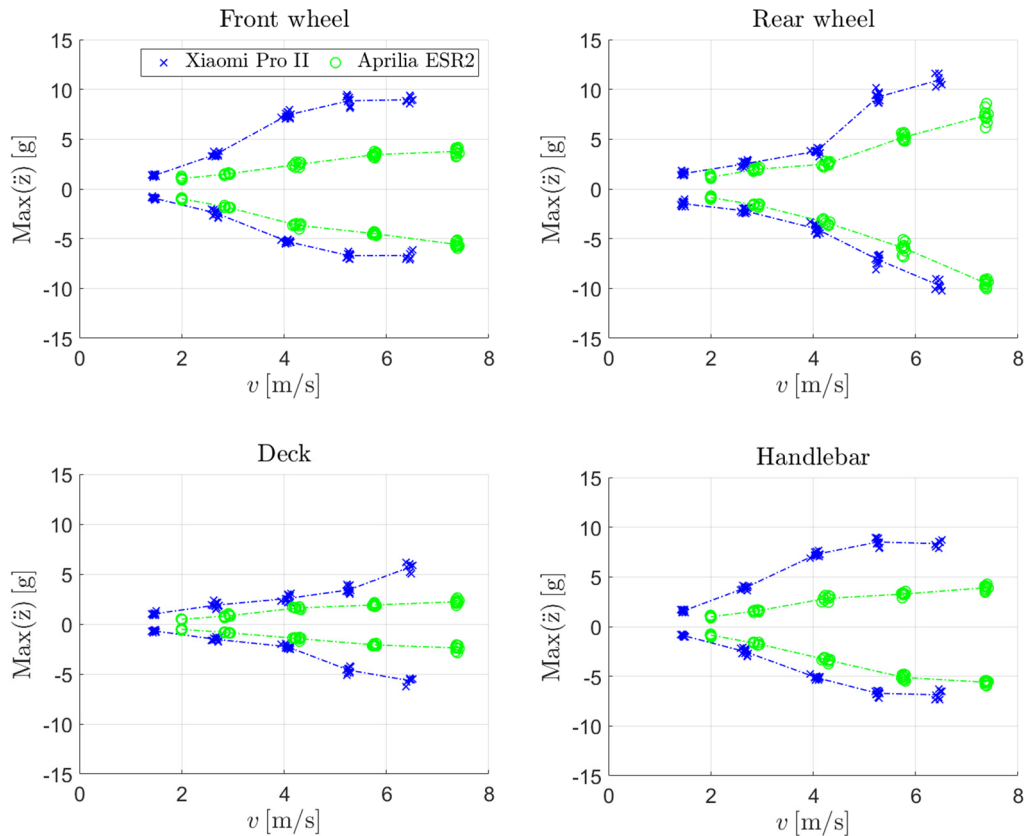 Front wheel
Xiaomi Pro II Aprilia ESR2
15
10
5
0
-5
-10
-15
Max(z̈) [g]
0 2 4 6 8
v [m/s]
Rear wheel
15
10
5
0
-5
-10
-15
Max(z̈) [g]
0 2 4 6 8
v [m/s]
Deck
15
10
5
0
-5
-10
-15
Max(z̈) [g]
0 2 4 6 8
v [m/s]
Handlebar
15
10
5
0
-5
-10
-15
Max(z̈) [g]
0 2 4 6 8
v [m/s]